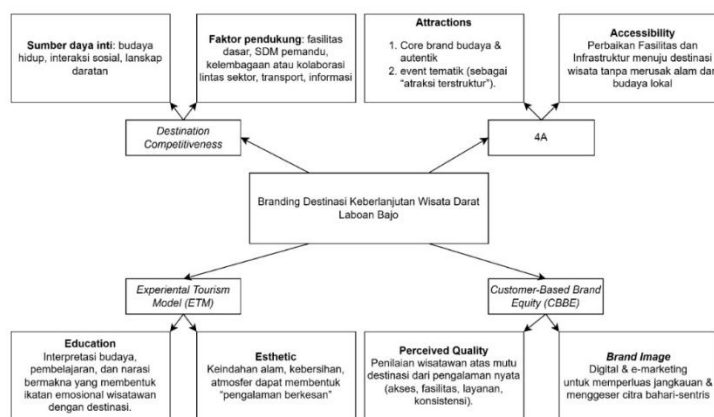 Sumber daya inti: budaya
hidup, interaksi sosial, lanskap
daratan
Faktor pendukung: fasilitas
dasar, SDM pemandu,
kelembagaan atau kolaborasi
lintas sektor, transport, informasi
Attractions
1. Core brand budaya &
autentik
2. event tematik (sebagai
"atraksi terstruktur").
Accessibility
Perbaikan Fasilitas dan
Infrastruktur menuju destinasi
wisata tanpa merusak alam dan
budaya lokal
Destination
Competitiveness
4A
Branding Destinasi Keberlanjutan Wisata Darat
Laboan Bajo
Experiental Tourism
Model (ETM)
Customer-Based Brand
Equity (CBBE)
Education
Interpretasi budaya,
pembelajaran, dan narasi
bermakna yang membentuk
ikatan emosional wisatawan
dengan destinasi.
Esthetic
Keindahan alam, kebersihan,
atmosfer dapat membentuk
"pengalaman berkesan"
Perceived Quality
Penilaian wisatawan atas mutu
destinasi dari pengalaman nyata
(akses, fasilitas, layanan,
konsistensi).
Brand Image
Digital & e-marketing
untuk memperluas jangkauan &
menggeser citra bahari-sentris